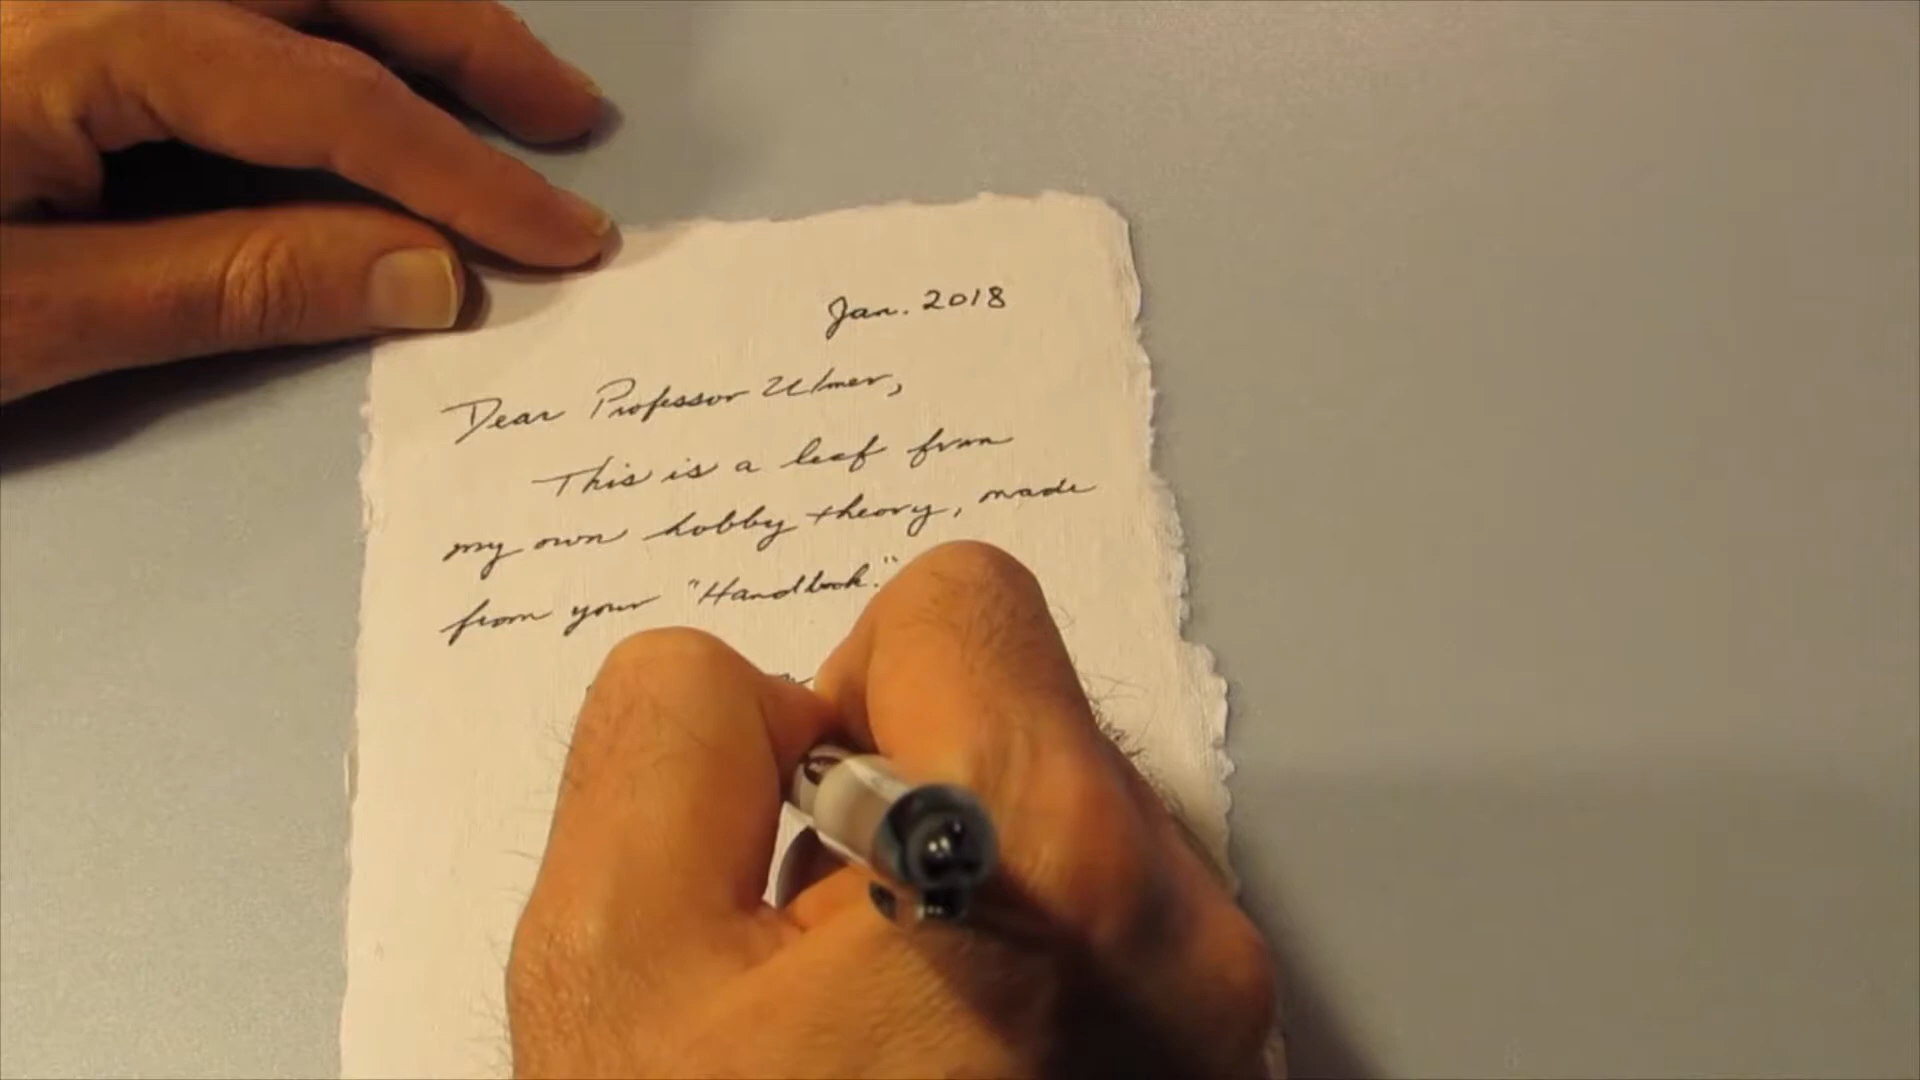 Jan. 2018
Dear Professor Ulmer,
This is a leaf from
my own hobby theory, made
from your "Handbook."